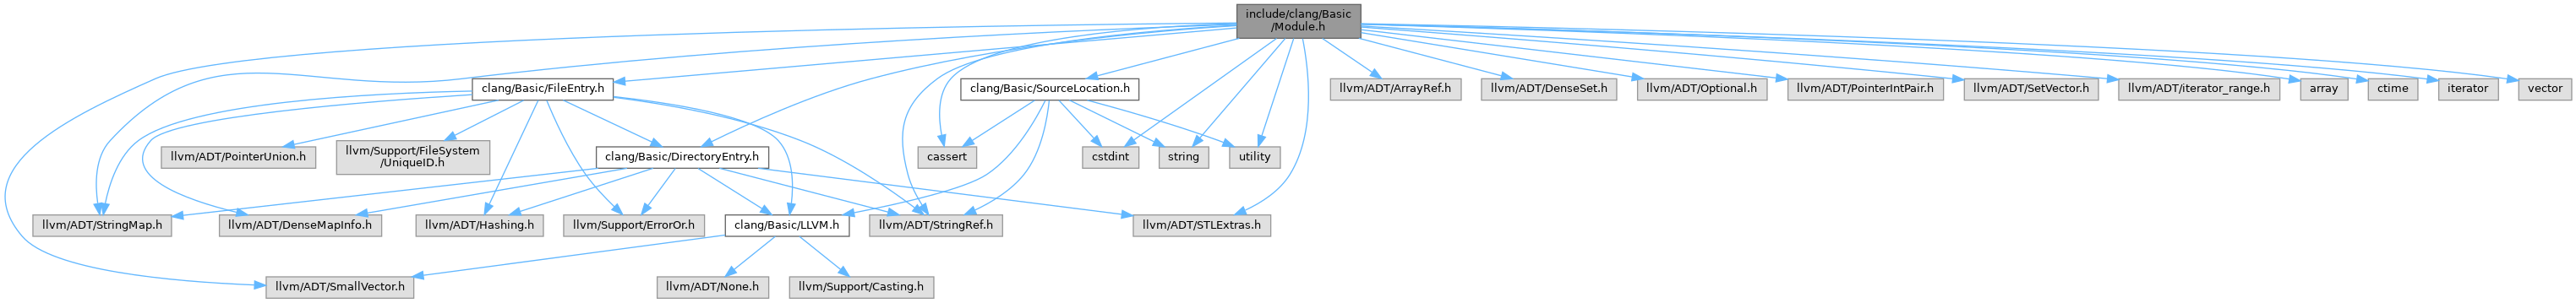 include/clang/Basic
/Module.h
clang/Basic/FileEntry.h
clang/Basic/SourceLocation.h
llvm/ADT/ArrayRef.h
llvm/ADT/DenseSet.h
llvm/ADT/Optional.h
llvm/ADT/PointerIntPair.h
llvm/ADT/SetVector.h
llvm/ADT/iterator_range.h
array
ctime
iterator
vector
llvm/ADT/PointerUnion.h
llvm/Support/FileSystem
/UniqueID.h
clang/Basic/DirectoryEntry.h
cassert
cstdint
string
utility
llvm/ADT/StringMap.h
llvm/ADT/DenseMapInfo.h
llvm/ADT/Hashing.h
llvm/Support/ErrorOr.h
clang/Basic/LLVM.h
llvm/ADT/StringRef.h
llvm/ADT/STLExtras.h
llvm/ADT/SmallVector.h
llvm/ADT/None.h
llvm/Support/Casting.h